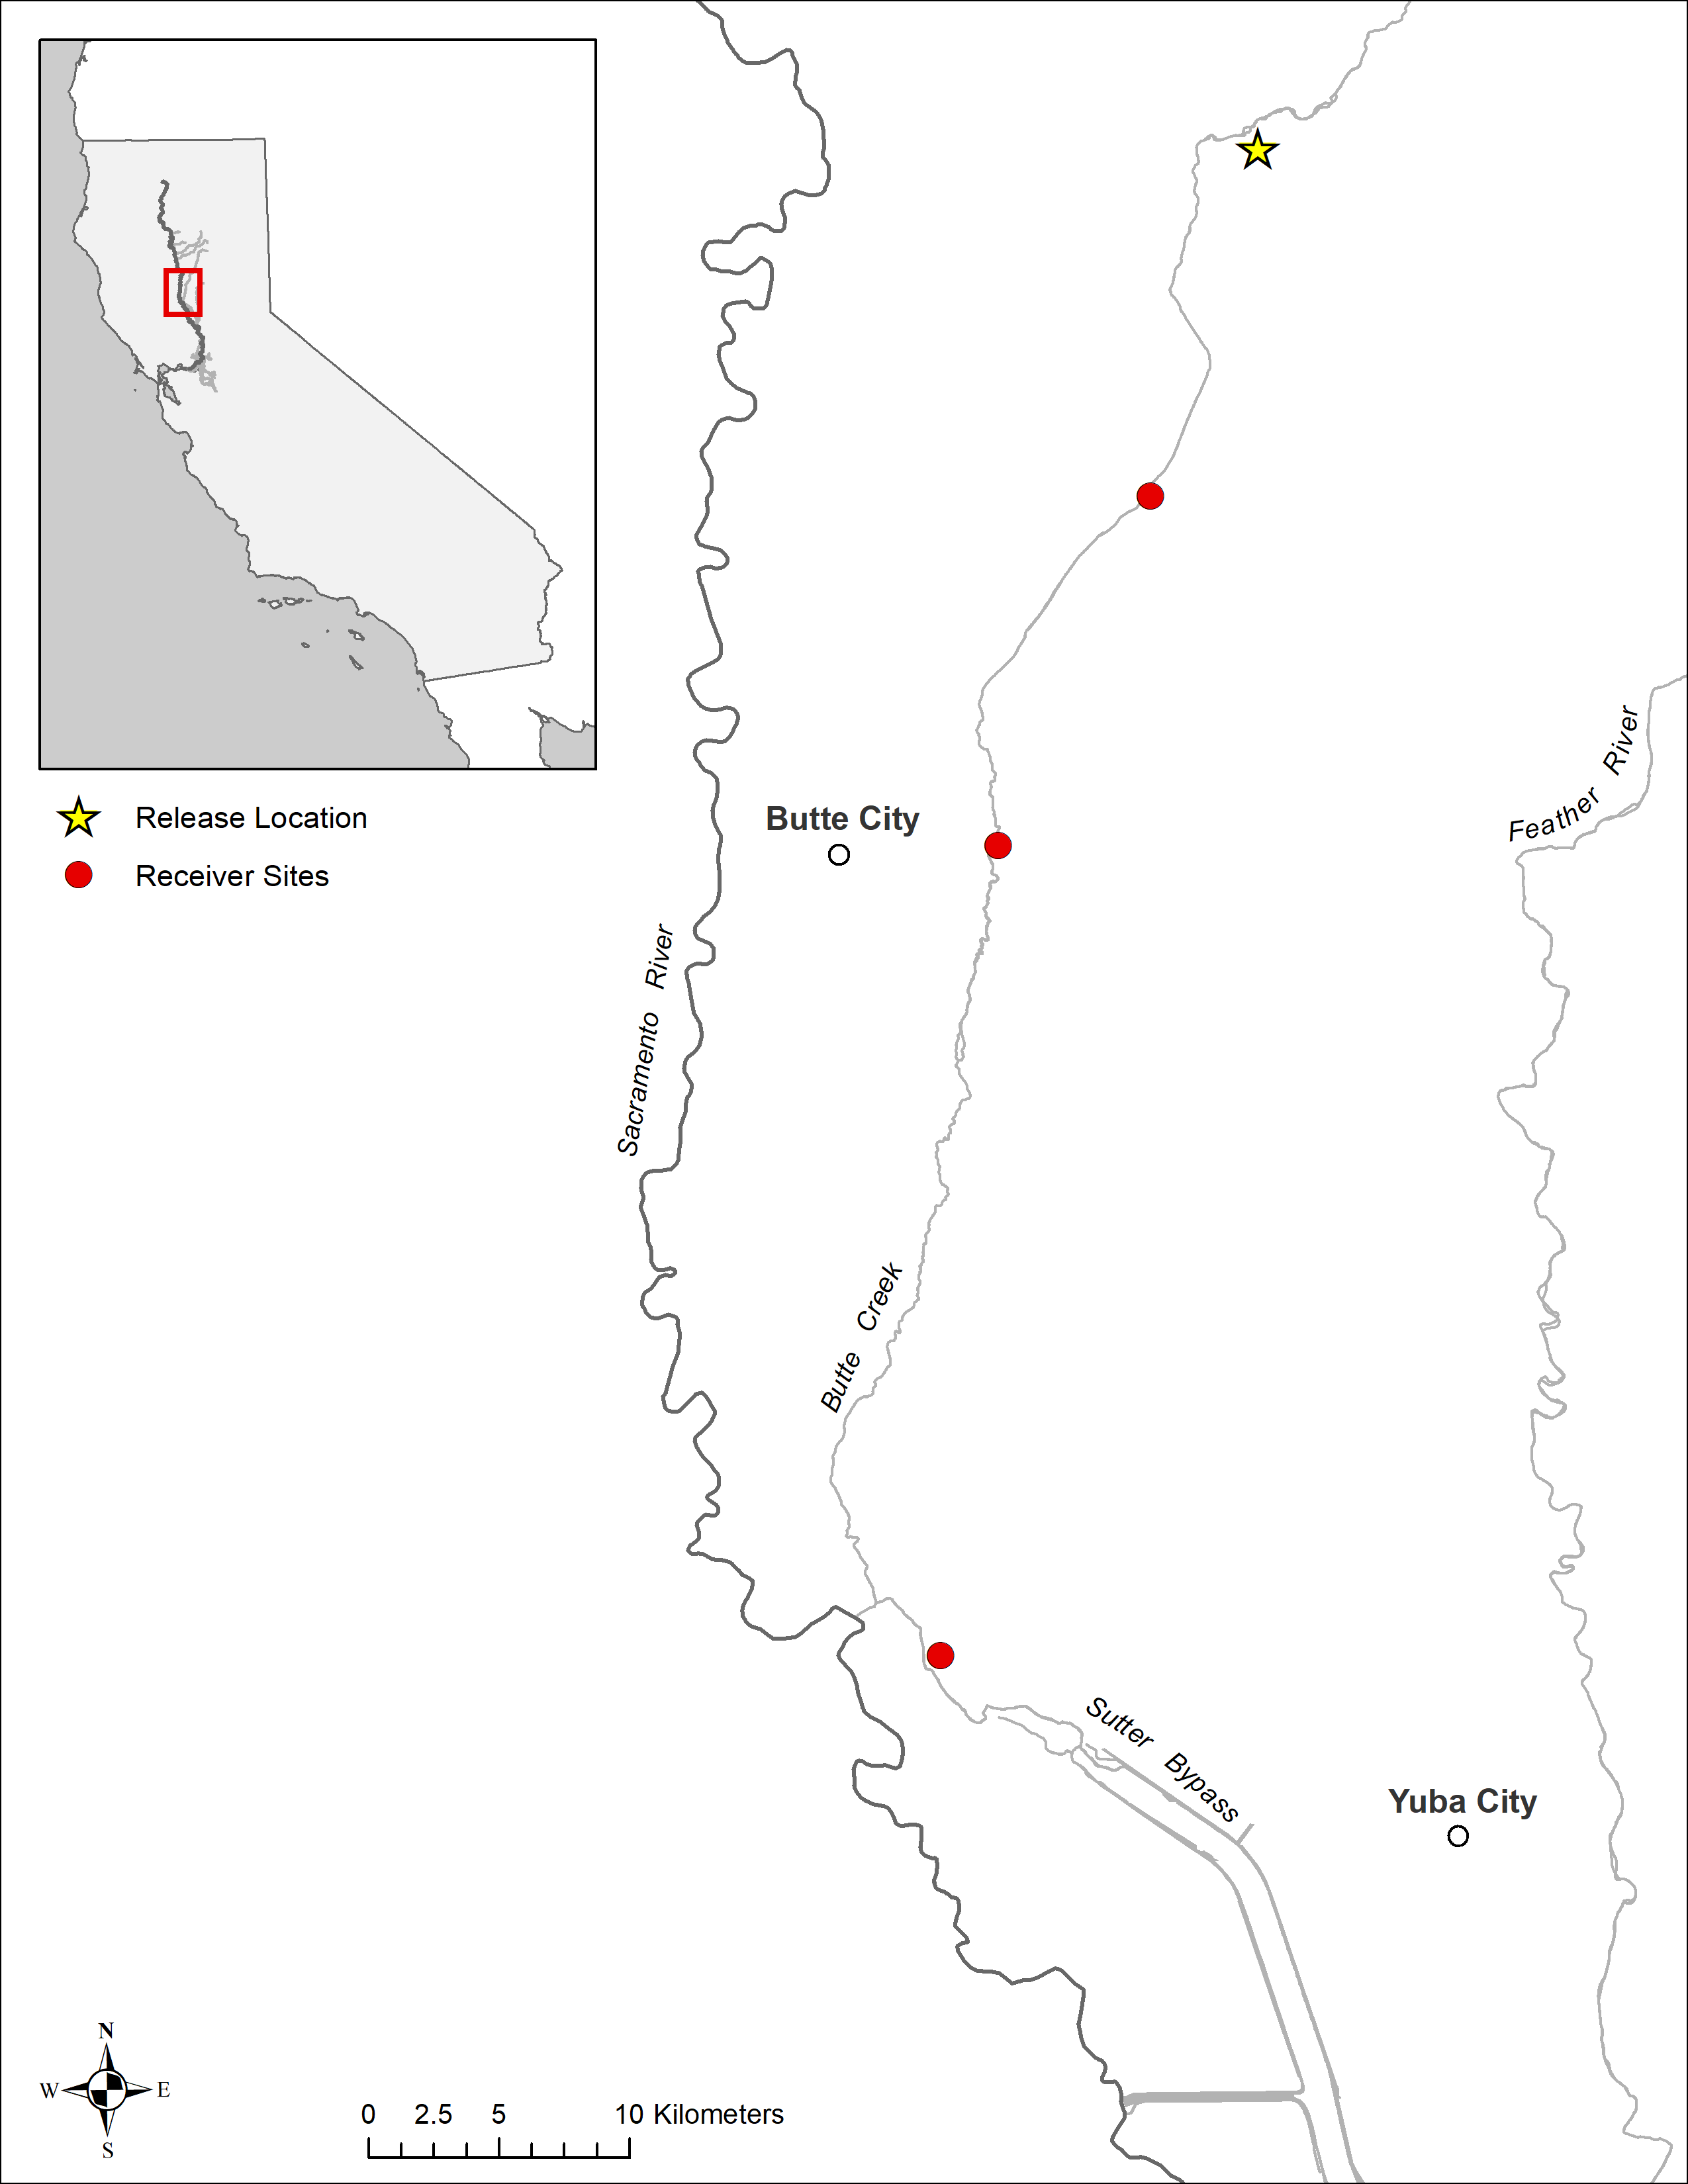 Release Location
Receiver Sites
Butte City
Feather River
Sacramento River
Butte Creek
Sutter Bypass
Yuba City
N
W E
S
0 2.5 5 10 Kilometers